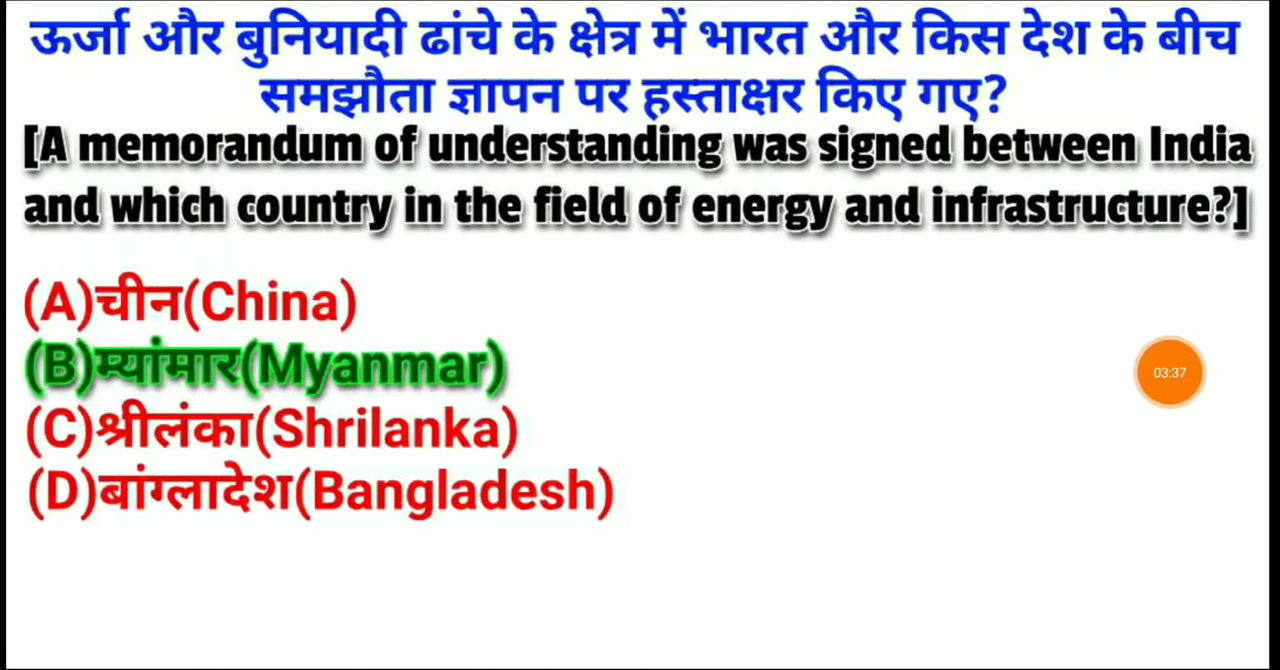 ऊर्जा और बुनियादी ढांचे के क्षेत्र में भारत और किस देश के बीच
समझौता ज्ञापन पर हस्ताक्षर किए गए?
[A memorandum of understanding was signed between India
and which country in the field of energy and infrastructure?]
(A)चीन(China)
(B)म्यांमार(Myanmar)
03:37
(C)श्रीलंका(Shrilanka)
(D)बांग्लादेश(Bangladesh)